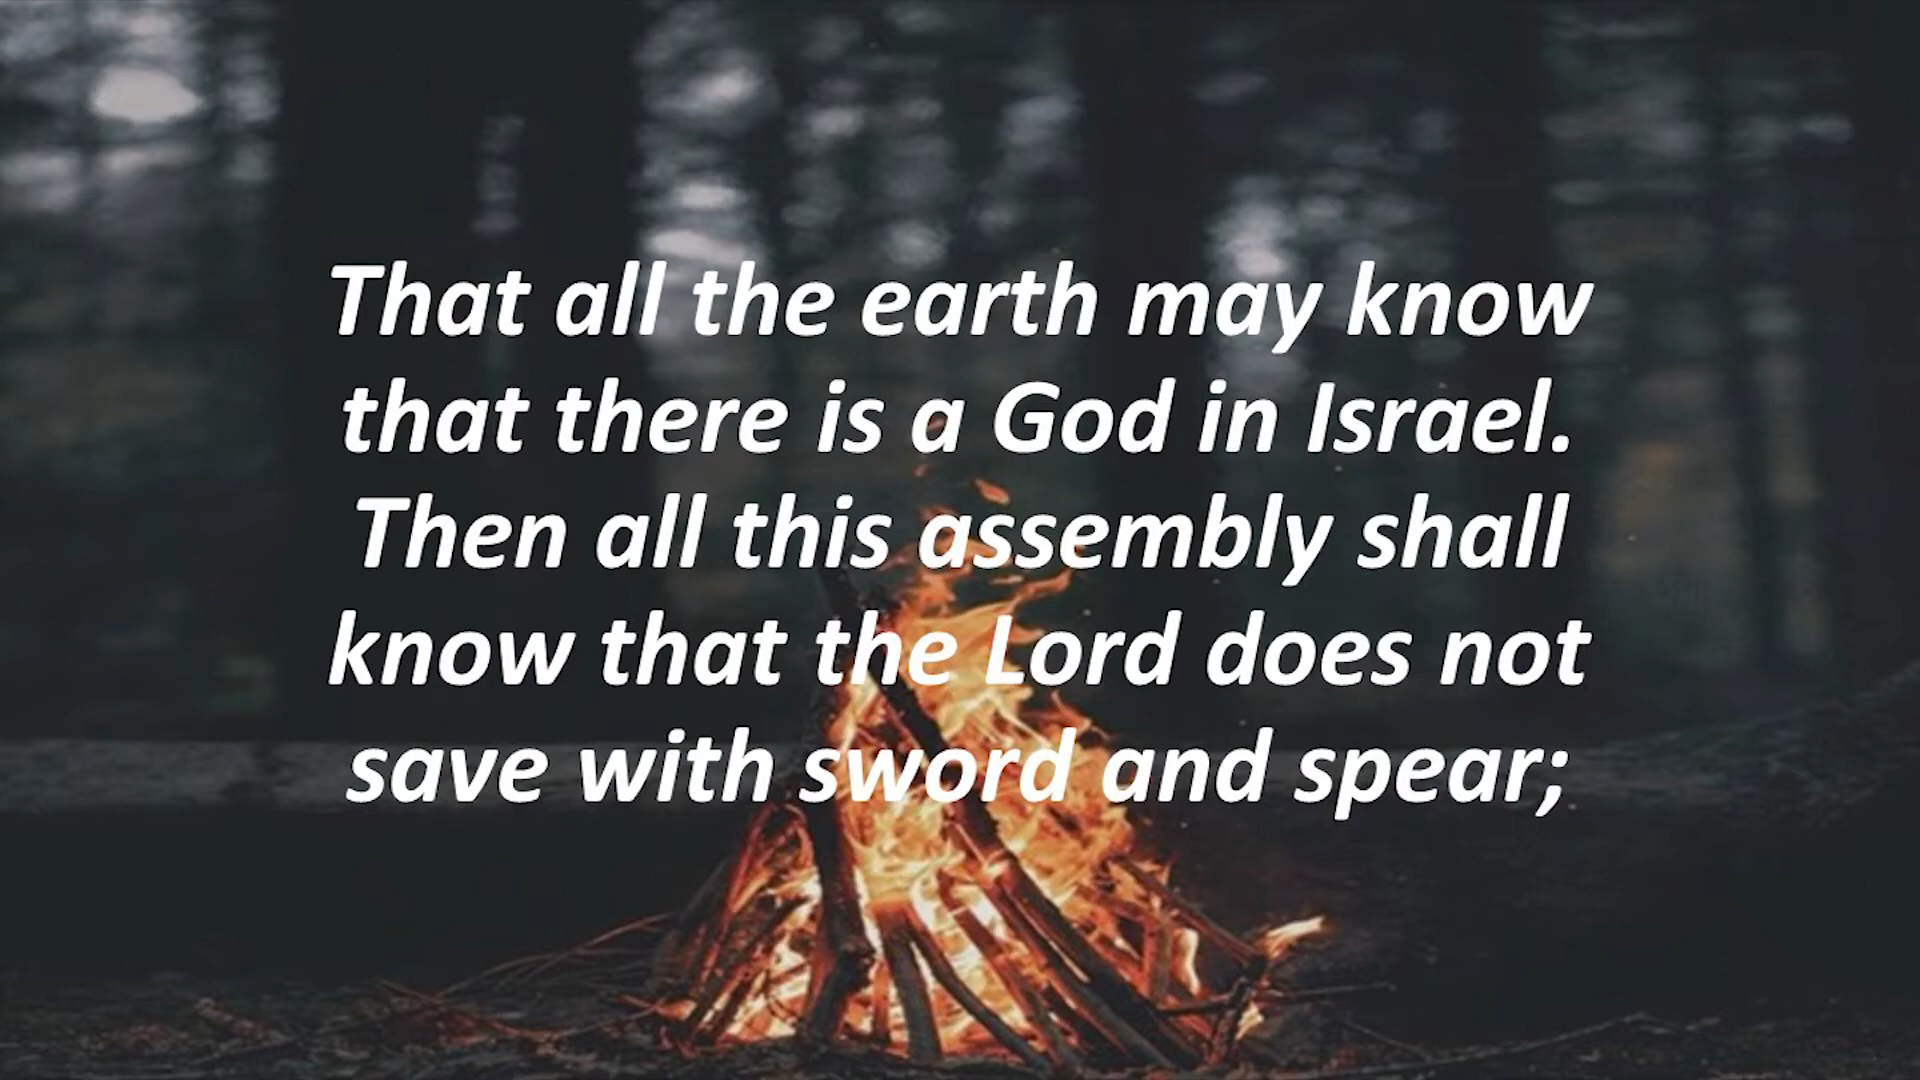 That all the earth may know
that there is a God in Israel.
Then all this assembly shall
know that the Lord does not
save with sword and spear;